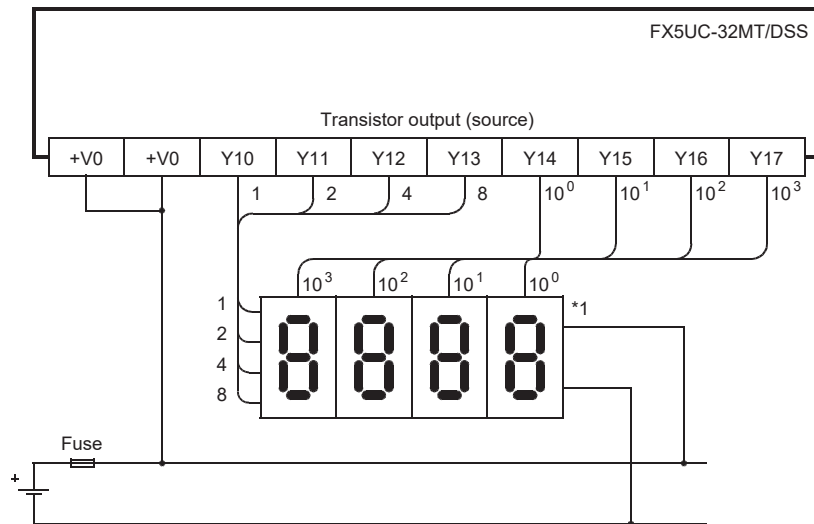 FX5UC-32MT/DSS
Transistor output (source)
+V0 +V0 Y10 Y11 Y12 Y13 Y14 Y15 Y16 Y17
1 2 4 8 10⁰ 10¹ 10² 10³
10³ 10² 10¹ 10⁰
1 *1
2
4
8
Fuse
+